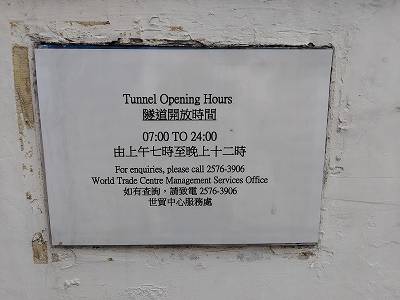 Tunnel Opening Hours
隧道開放時間
07:00 TO 24:00
由上午七時至晚上十二時
For enquiries, please call 2576-3906
World Trade Centre Management Services Office
如有查詢，請致電 2576-3906
世貿中心服務處